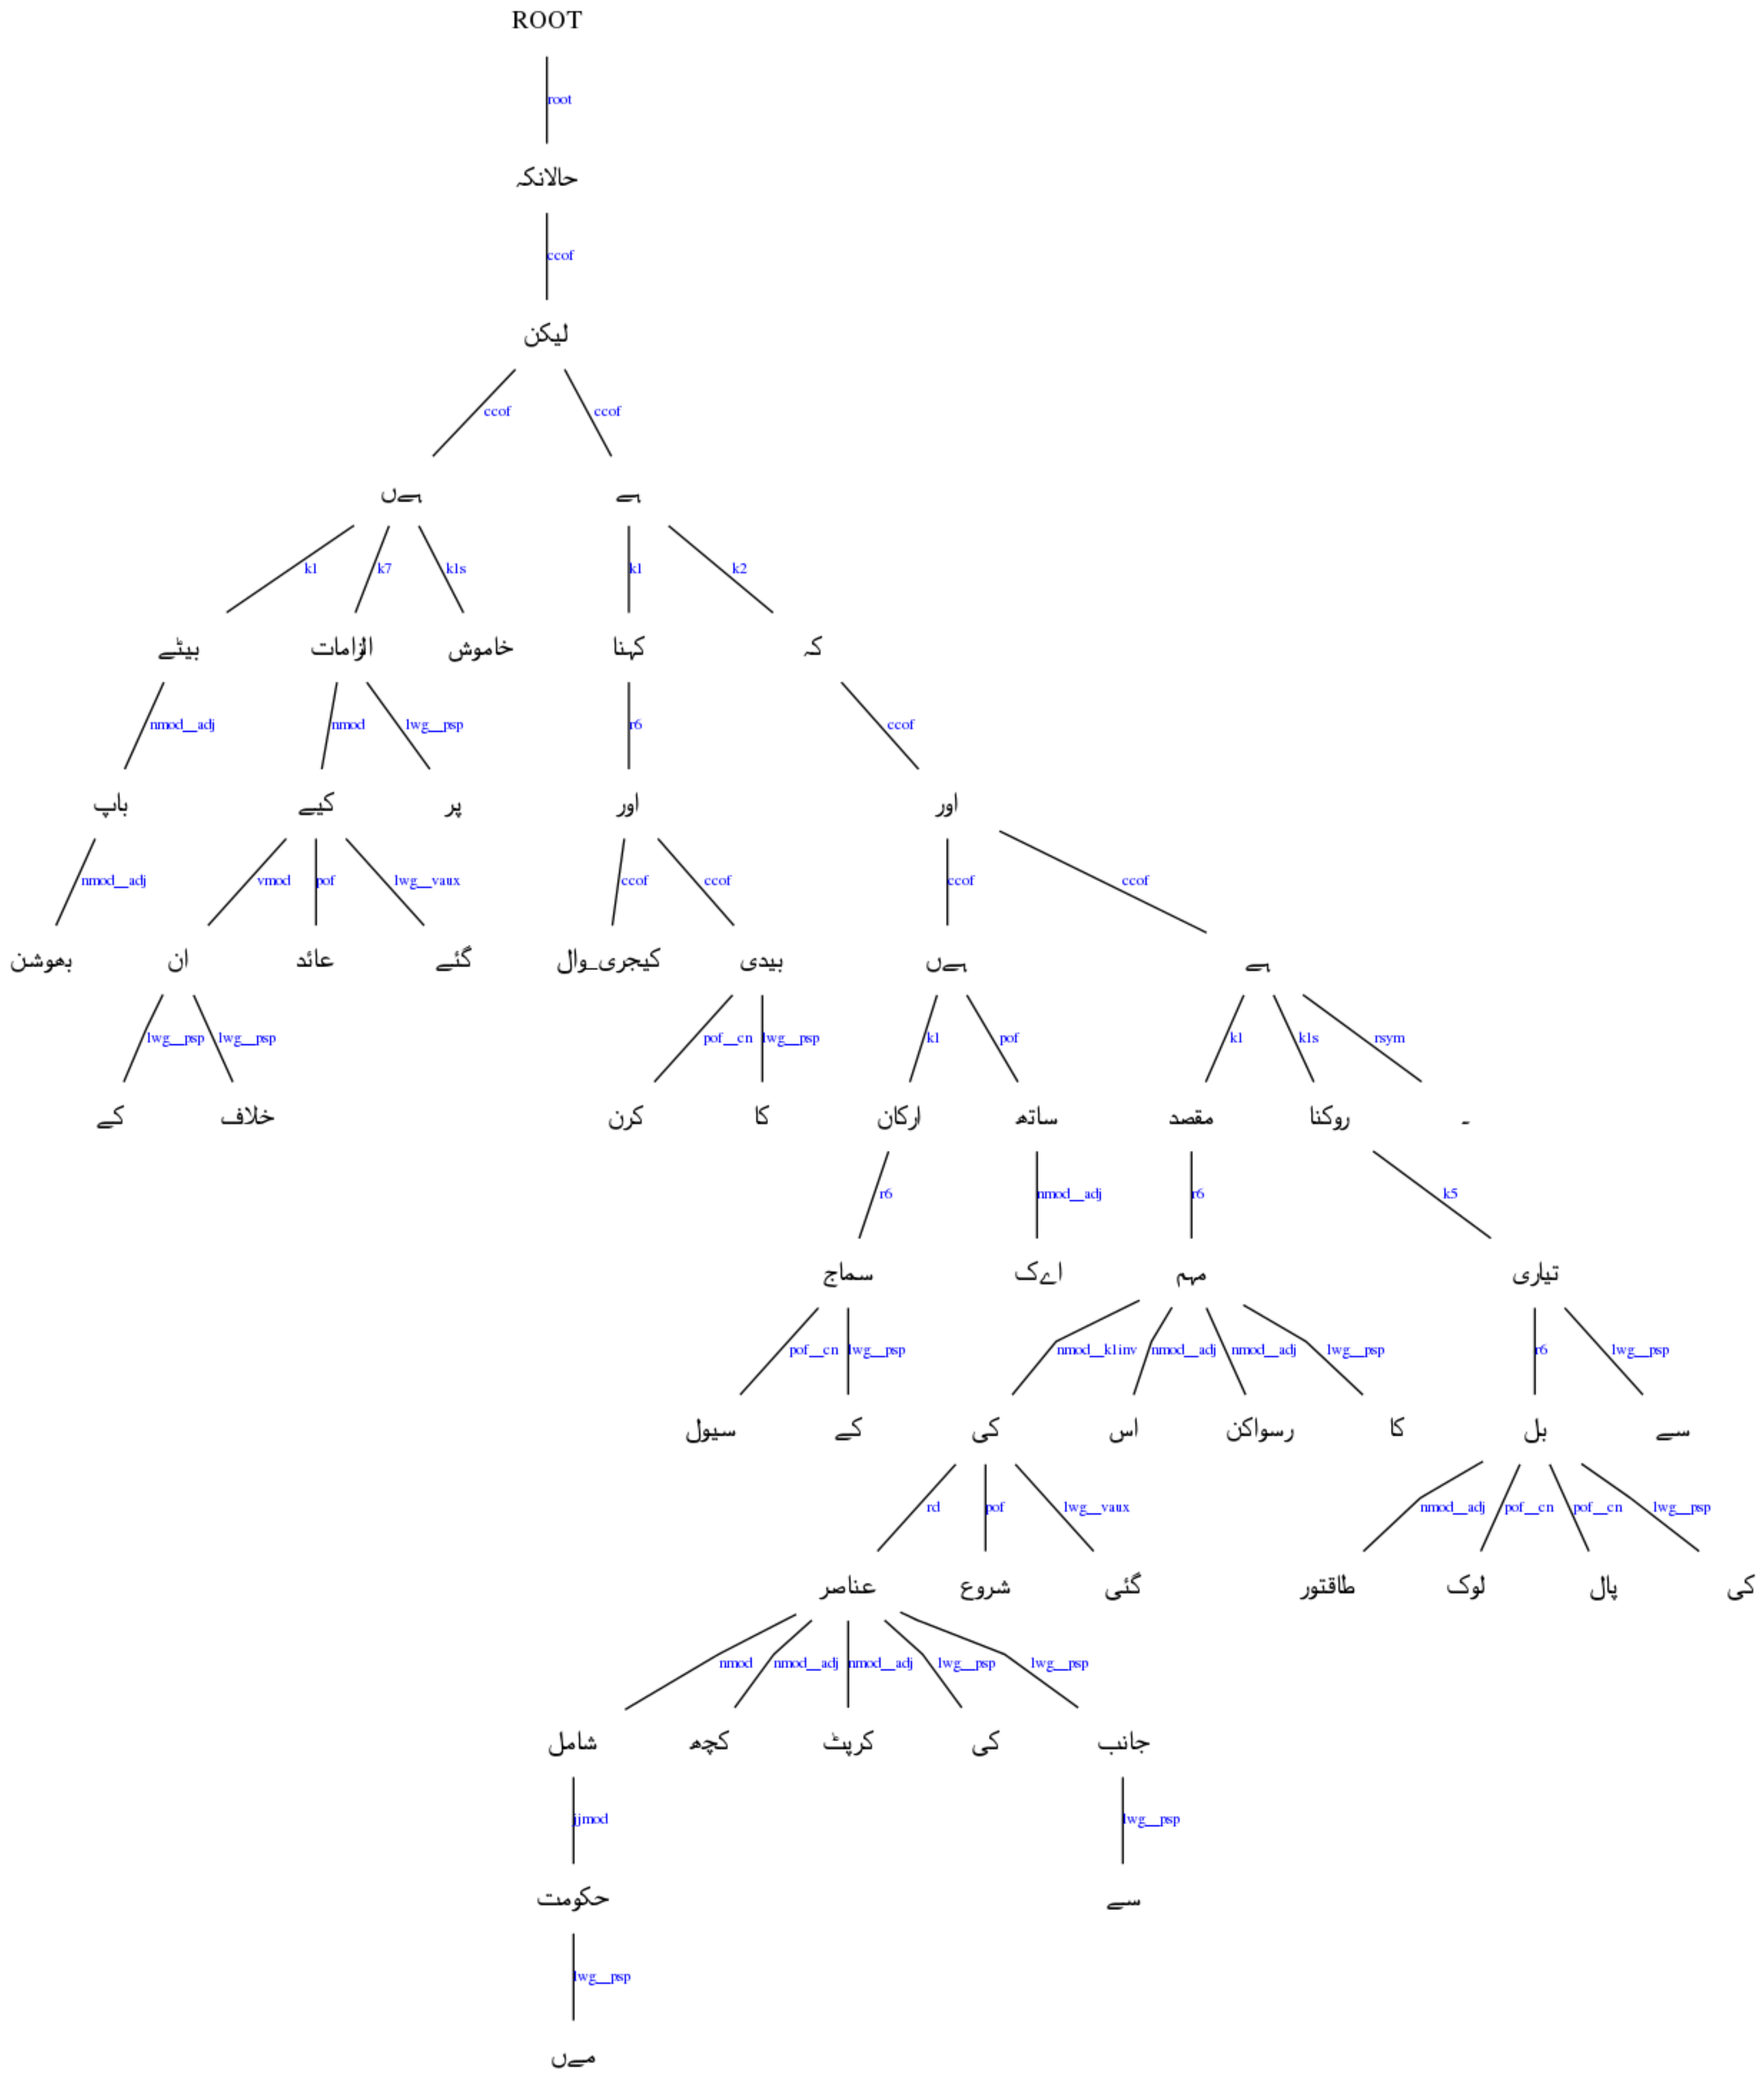 ROOT
root
حالانکہ
ccof
لیکن
ccof ccof
ہےں ہے
k1 k7 k1s k1 k2
بیٹے الزامات خاموش کہنا کہ
nmod__adj nmod lwg__psp r6 ccof
باپ کیے پر اور اور
nmod__adj vmod pof lwg__vaux ccof ccof ccof ccof
بھوشن ان عائد گئے کیجری_وال بیدی ہےں ہے
lwg__psp lwg__psp pof__cn lwg__psp k1 pof k1 k1s rsym
کے خلاف کرن کا ارکان ساتھ مقصد روکنا ۔
r6 nmod__adj r6 k5
سماج اےک مہم تیاری
pof__cn lwg__psp nmod__k1inv nmod__adj nmod__adj lwg__psp r6 lwg__psp
سیول کے کی اس رسواکن کا بل سے
rd pof lwg__vaux nmod__adj pof__cn pof__cn lwg__psp
عناصر شروع گئی طاقتور لوک پال کی
nmod nmod__adj nmod__adj lwg__psp lwg__psp
شامل کچھ کرپٹ کی جانب
jjmod lwg__psp
حکومت سے
lwg__psp
مےں